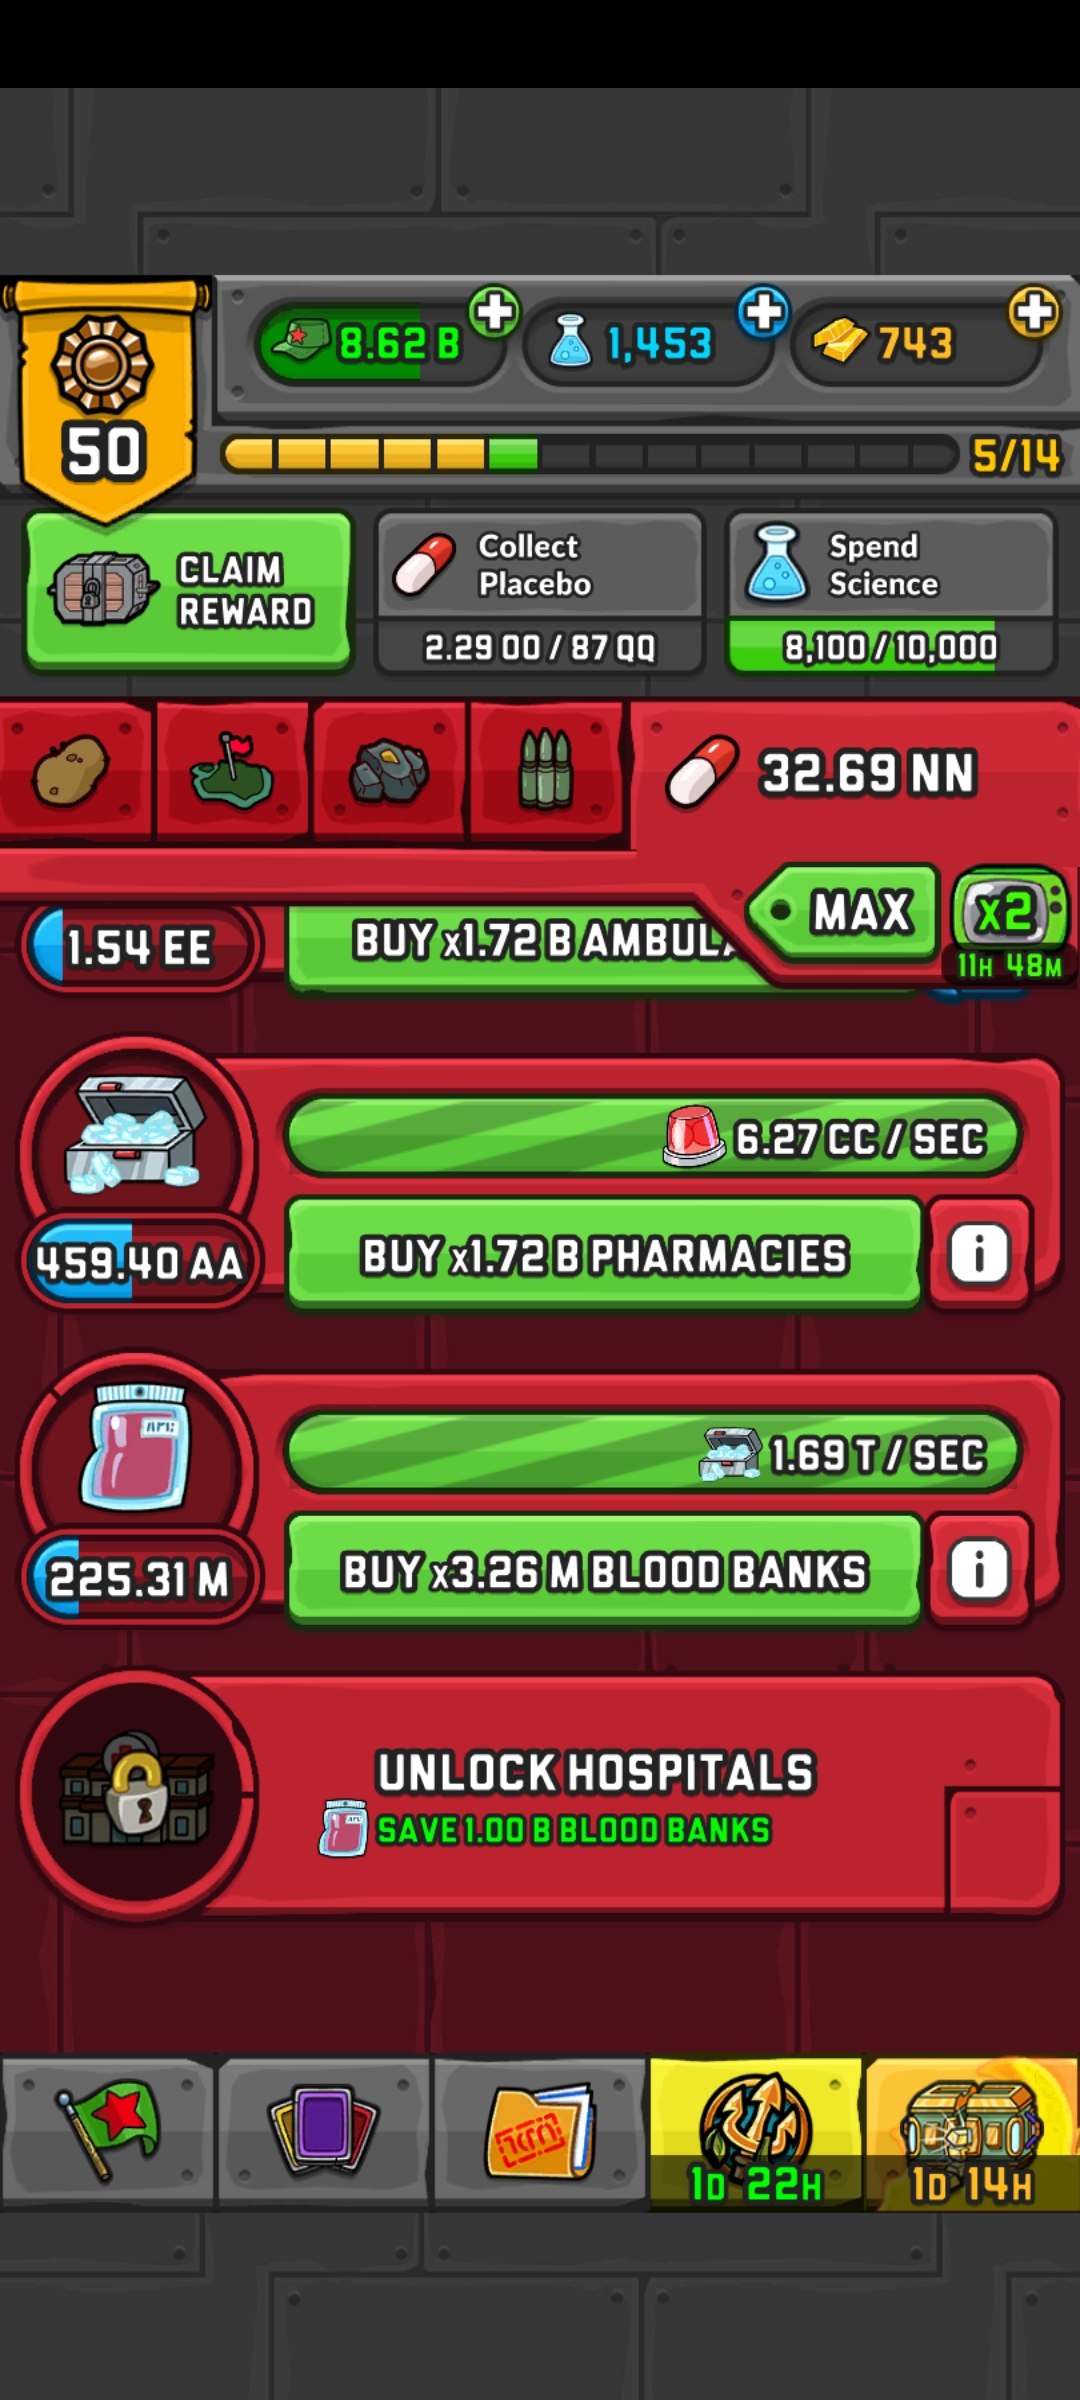 8.62 B
1,453
743
50
5/14
CLAIM
REWARD
Collect
Placebo
2.29 OO / 87 QQ
Spend
Science
8,100 / 10,000
32.69 NN
MAX
x2
11H 48M
1.54 EE
BUY x1.72 B AMBULA
6.27 CC / SEC
459.40 AA
BUY x1.72 B PHARMACIES
i
1.69 T / SEC
225.31 M
BUY x3.26 M BLOOD BANKS
i
UNLOCK HOSPITALS
SAVE 1.00 B BLOOD BANKS
1D 22H
1D 14H